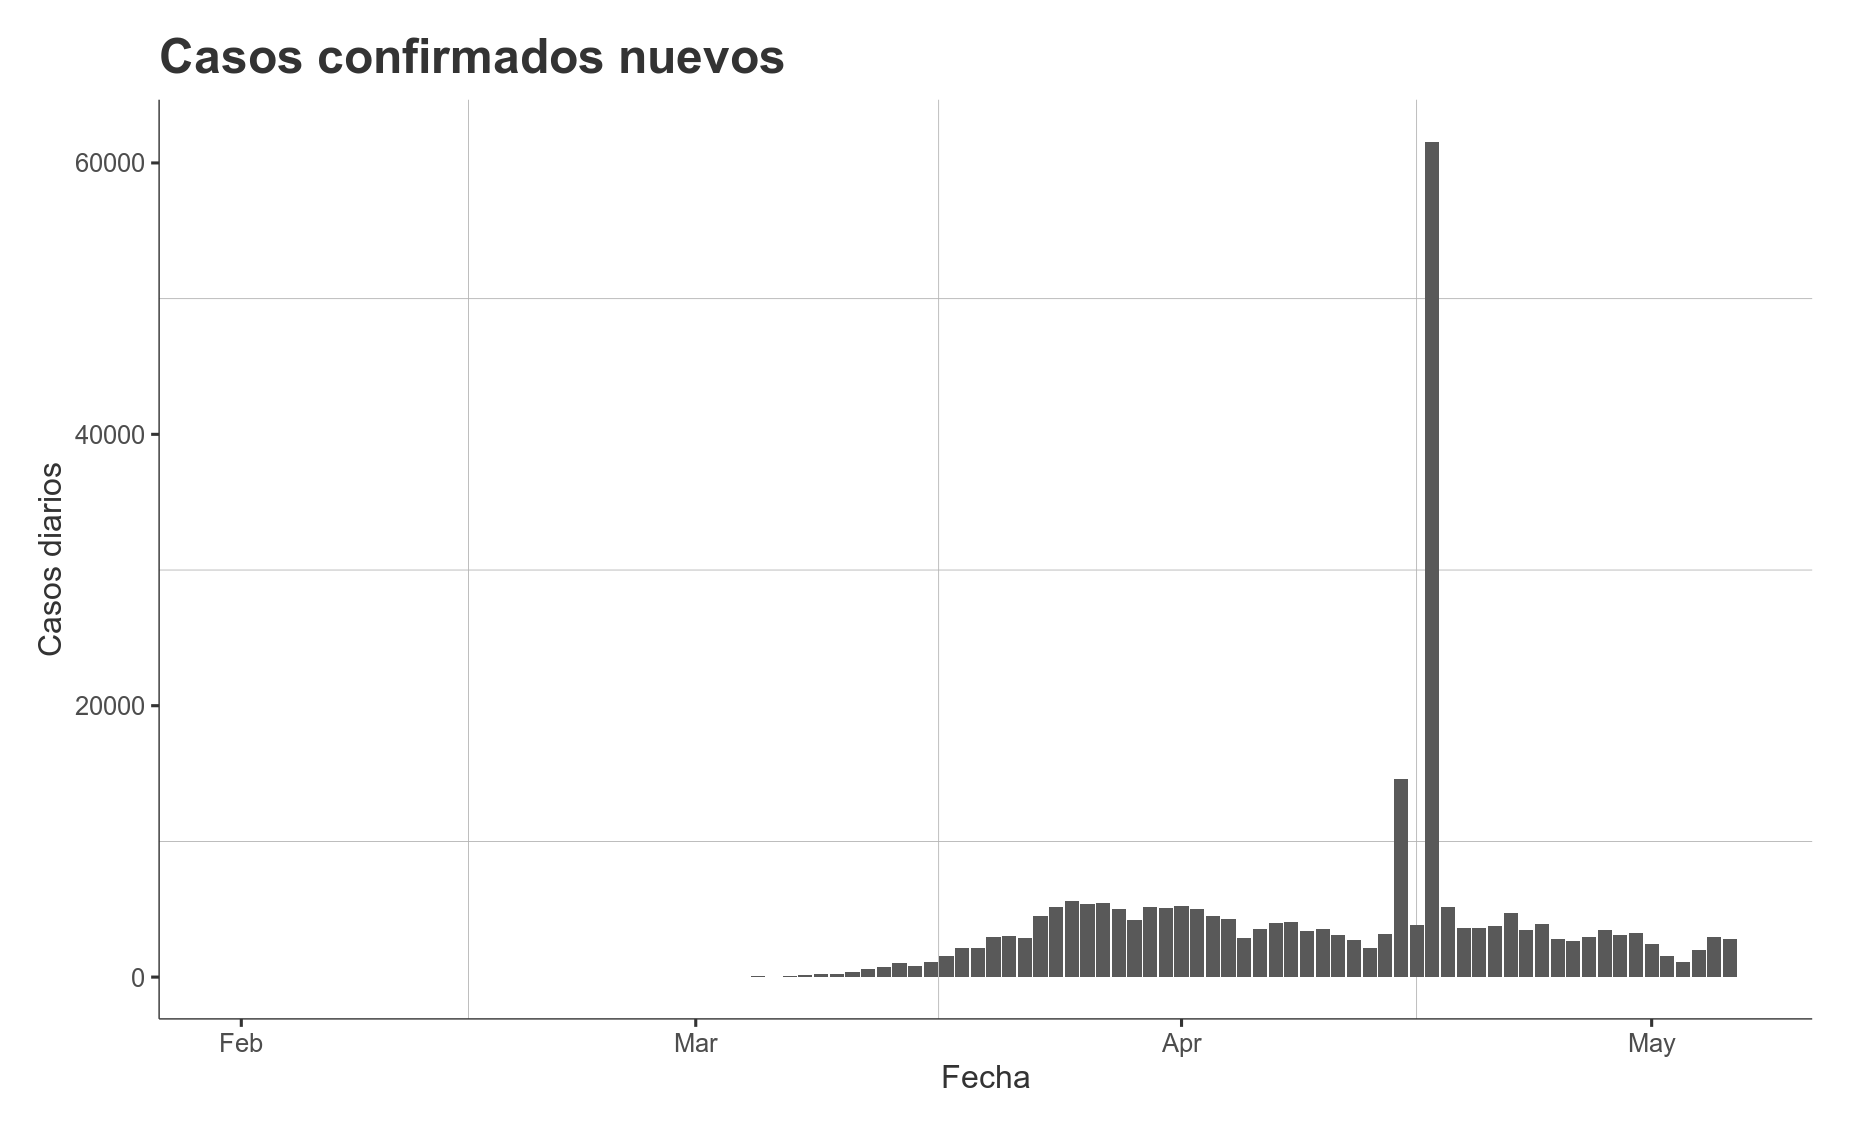 Casos confirmados nuevos
60000
40000
20000
0
Casos diarios
Feb Mar Apr May
Fecha